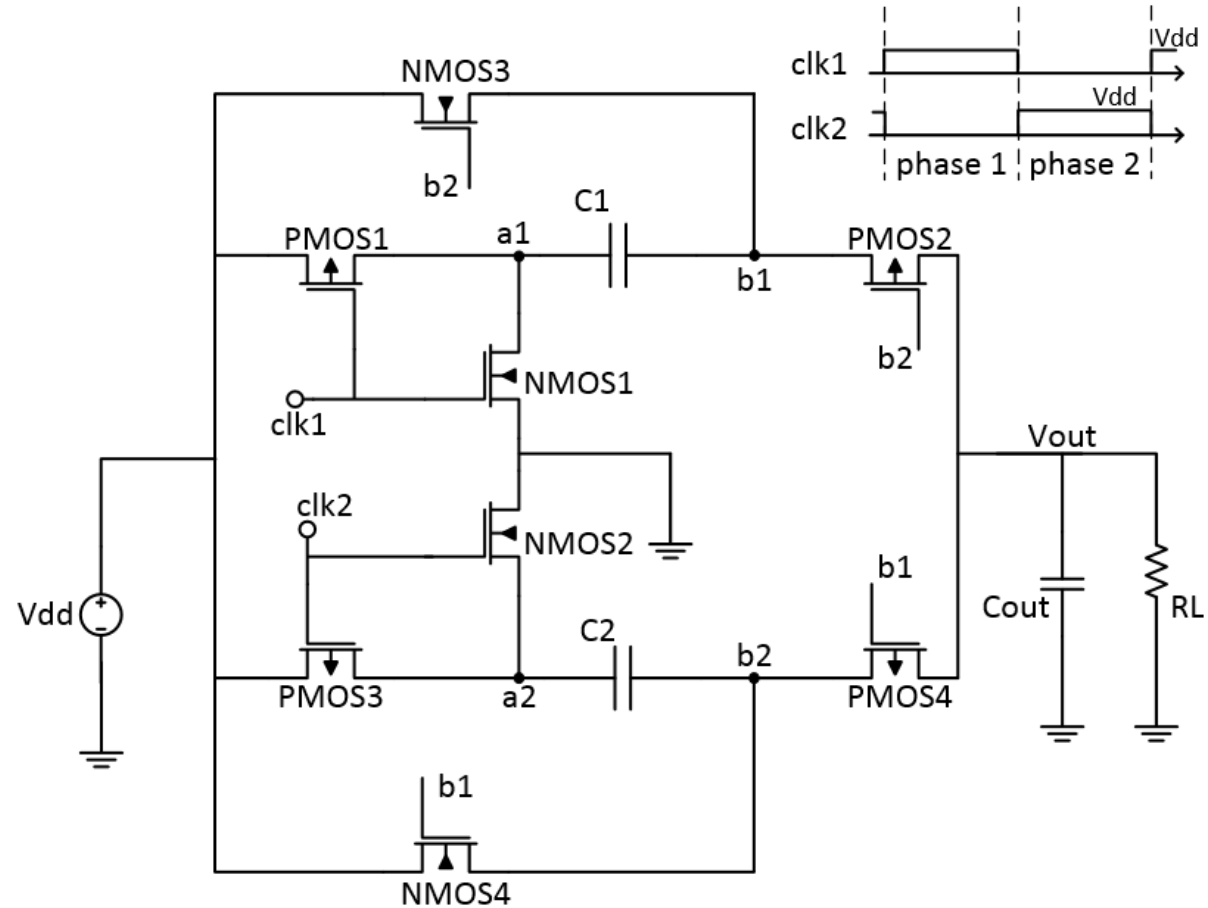 Vdd
clk1
Vdd
clk2
phase 1
phase 2
NMOS3
b2
C1
PMOS1
a1
PMOS2
b1
b2
NMOS1
clk1
Vout
clk2
NMOS2
b1
Vdd
+
-
Cout
RL
C2
b2
PMOS3
a2
PMOS4
b1
NMOS4